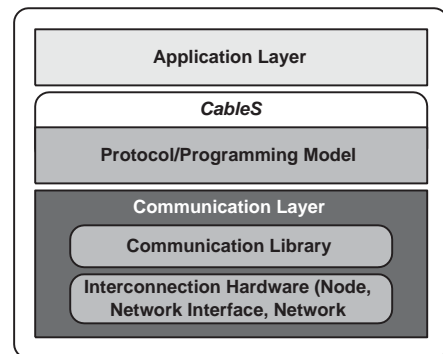 Application Layer
CableS
Protocol/Programming Model
Communication Layer
Communication Library
Interconnection Hardware (Node,
Network Interface, Network